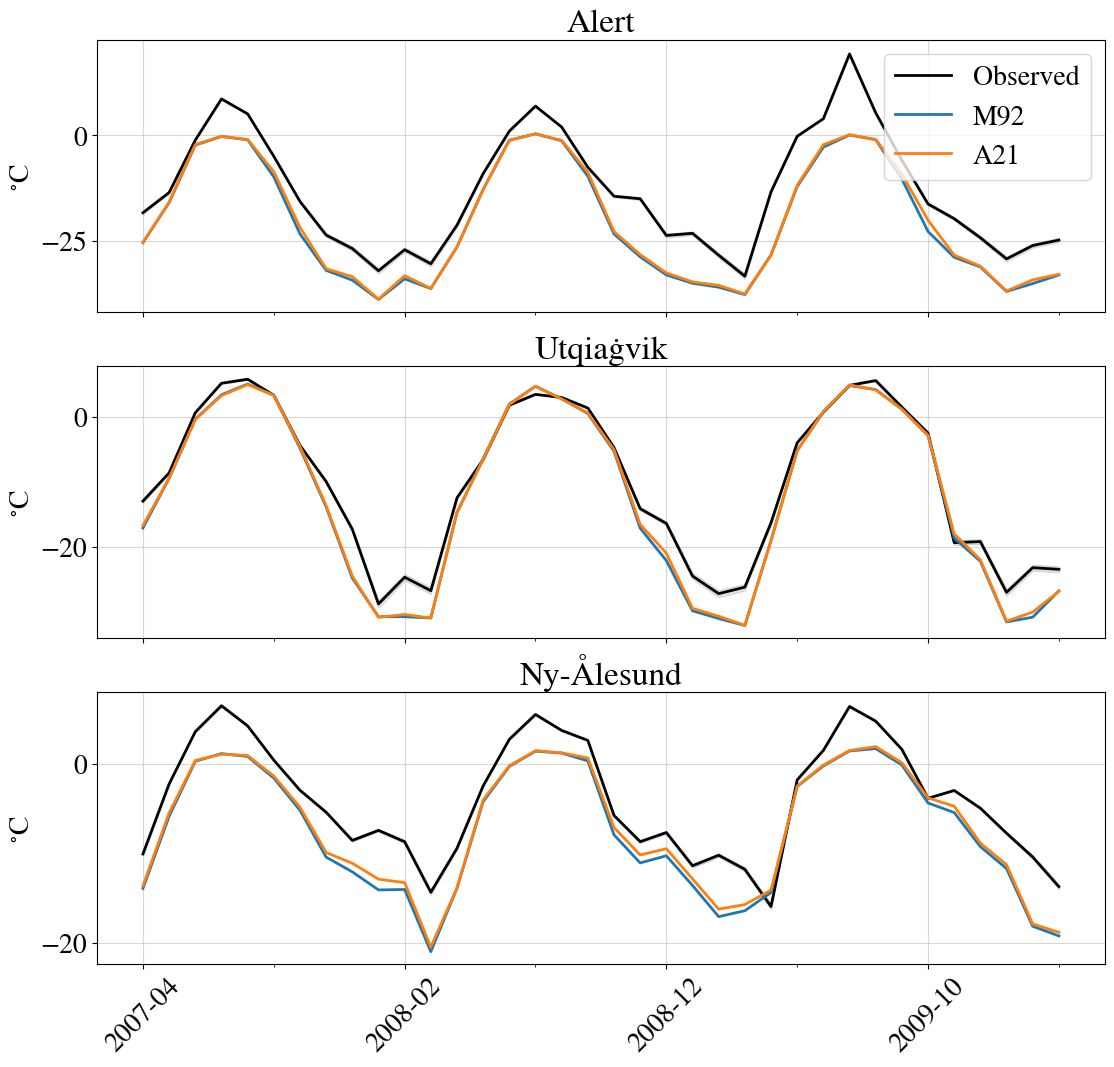 Alert
Observed
M92
A21
0
−25
°C
Utqiaġvik
0
−20
°C
Ny-Ålesund
0
−20
°C
2007-04
2008-02
2008-12
2009-10